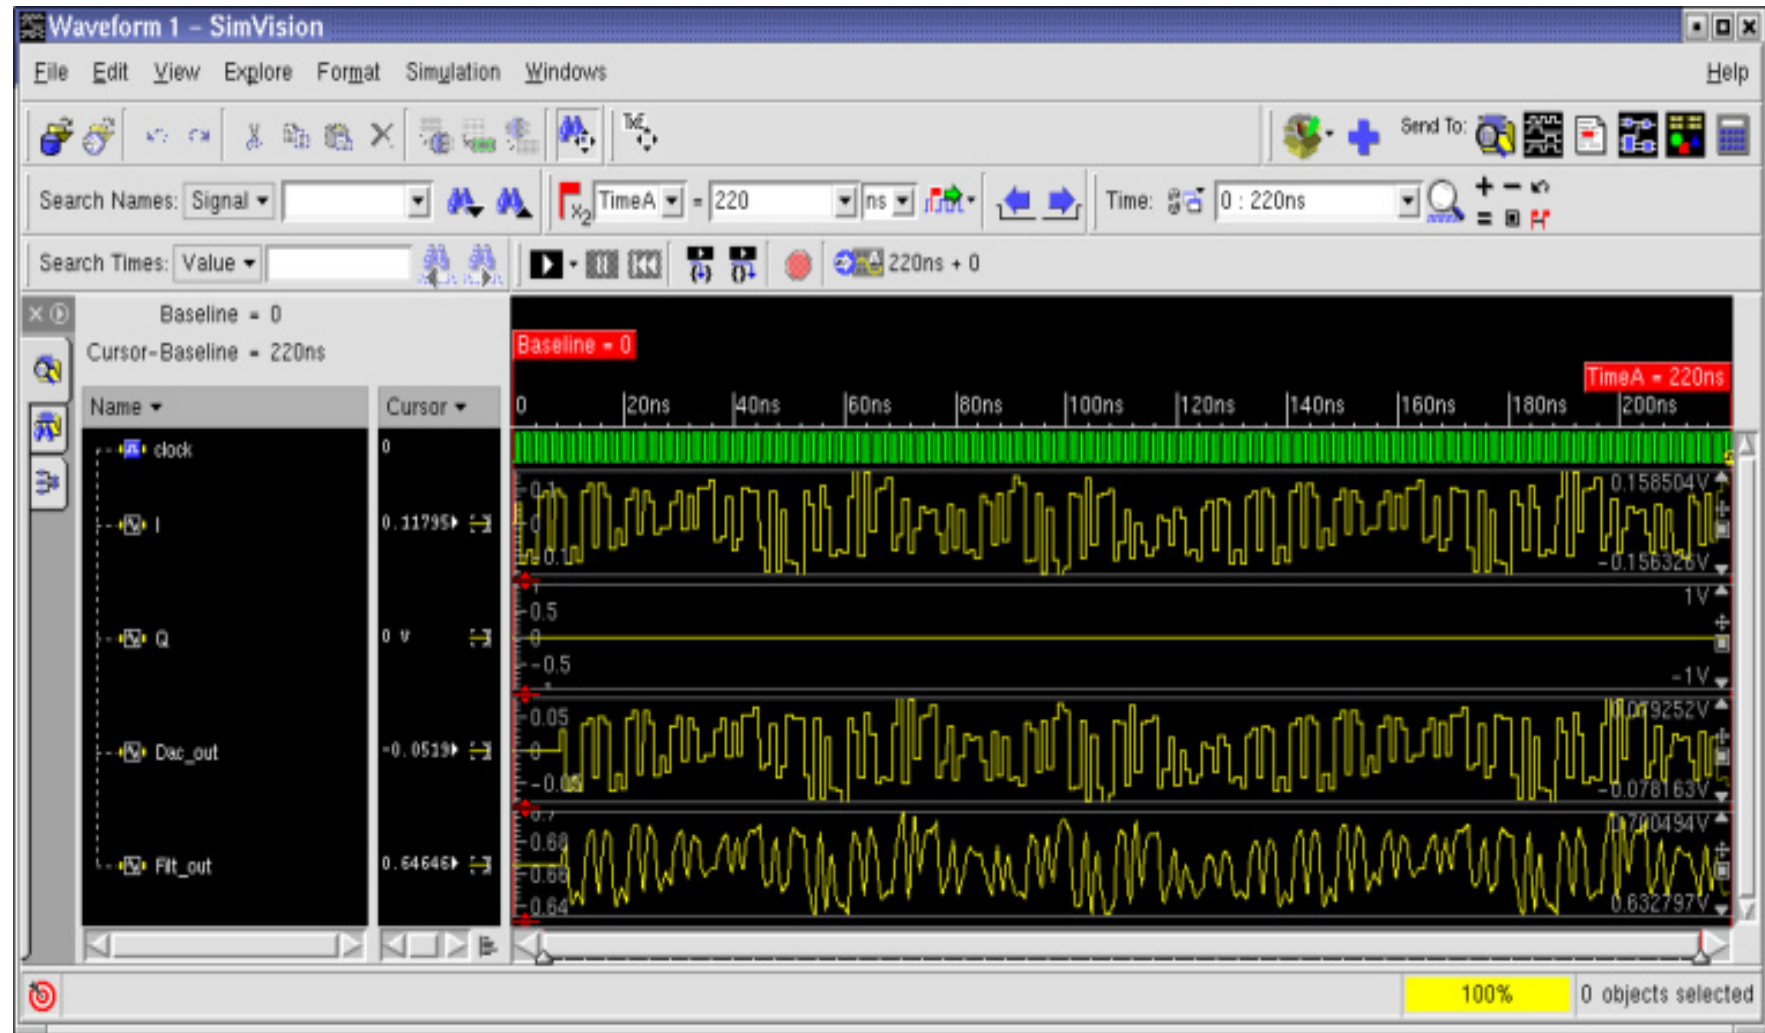 Waveform 1 - SimVision
File Edit View Explore Format Simulation Windows Help
Send To:
Search Names: Signal TimeA = 220 ns Time: 0 : 220ns
Search Times: Value 220ns + 0
Baseline = 0
Cursor-Baseline = 220ns
Baseline = 0
TimeA = 220ns
Name Cursor 0 20ns 40ns 60ns 80ns 100ns 120ns 140ns 160ns 180ns 200ns
clock 0
0.158504V
I 0.11795 0
-0.156326V
1V
0.5
Q 0 V 0
-0.5
-1V
0.05 0.079252V
Dac_out -0.0519 0
-0.078163V
0.68
Filt_out 0.64646 0.66
0.64 0.632797V
100% 0 objects selected